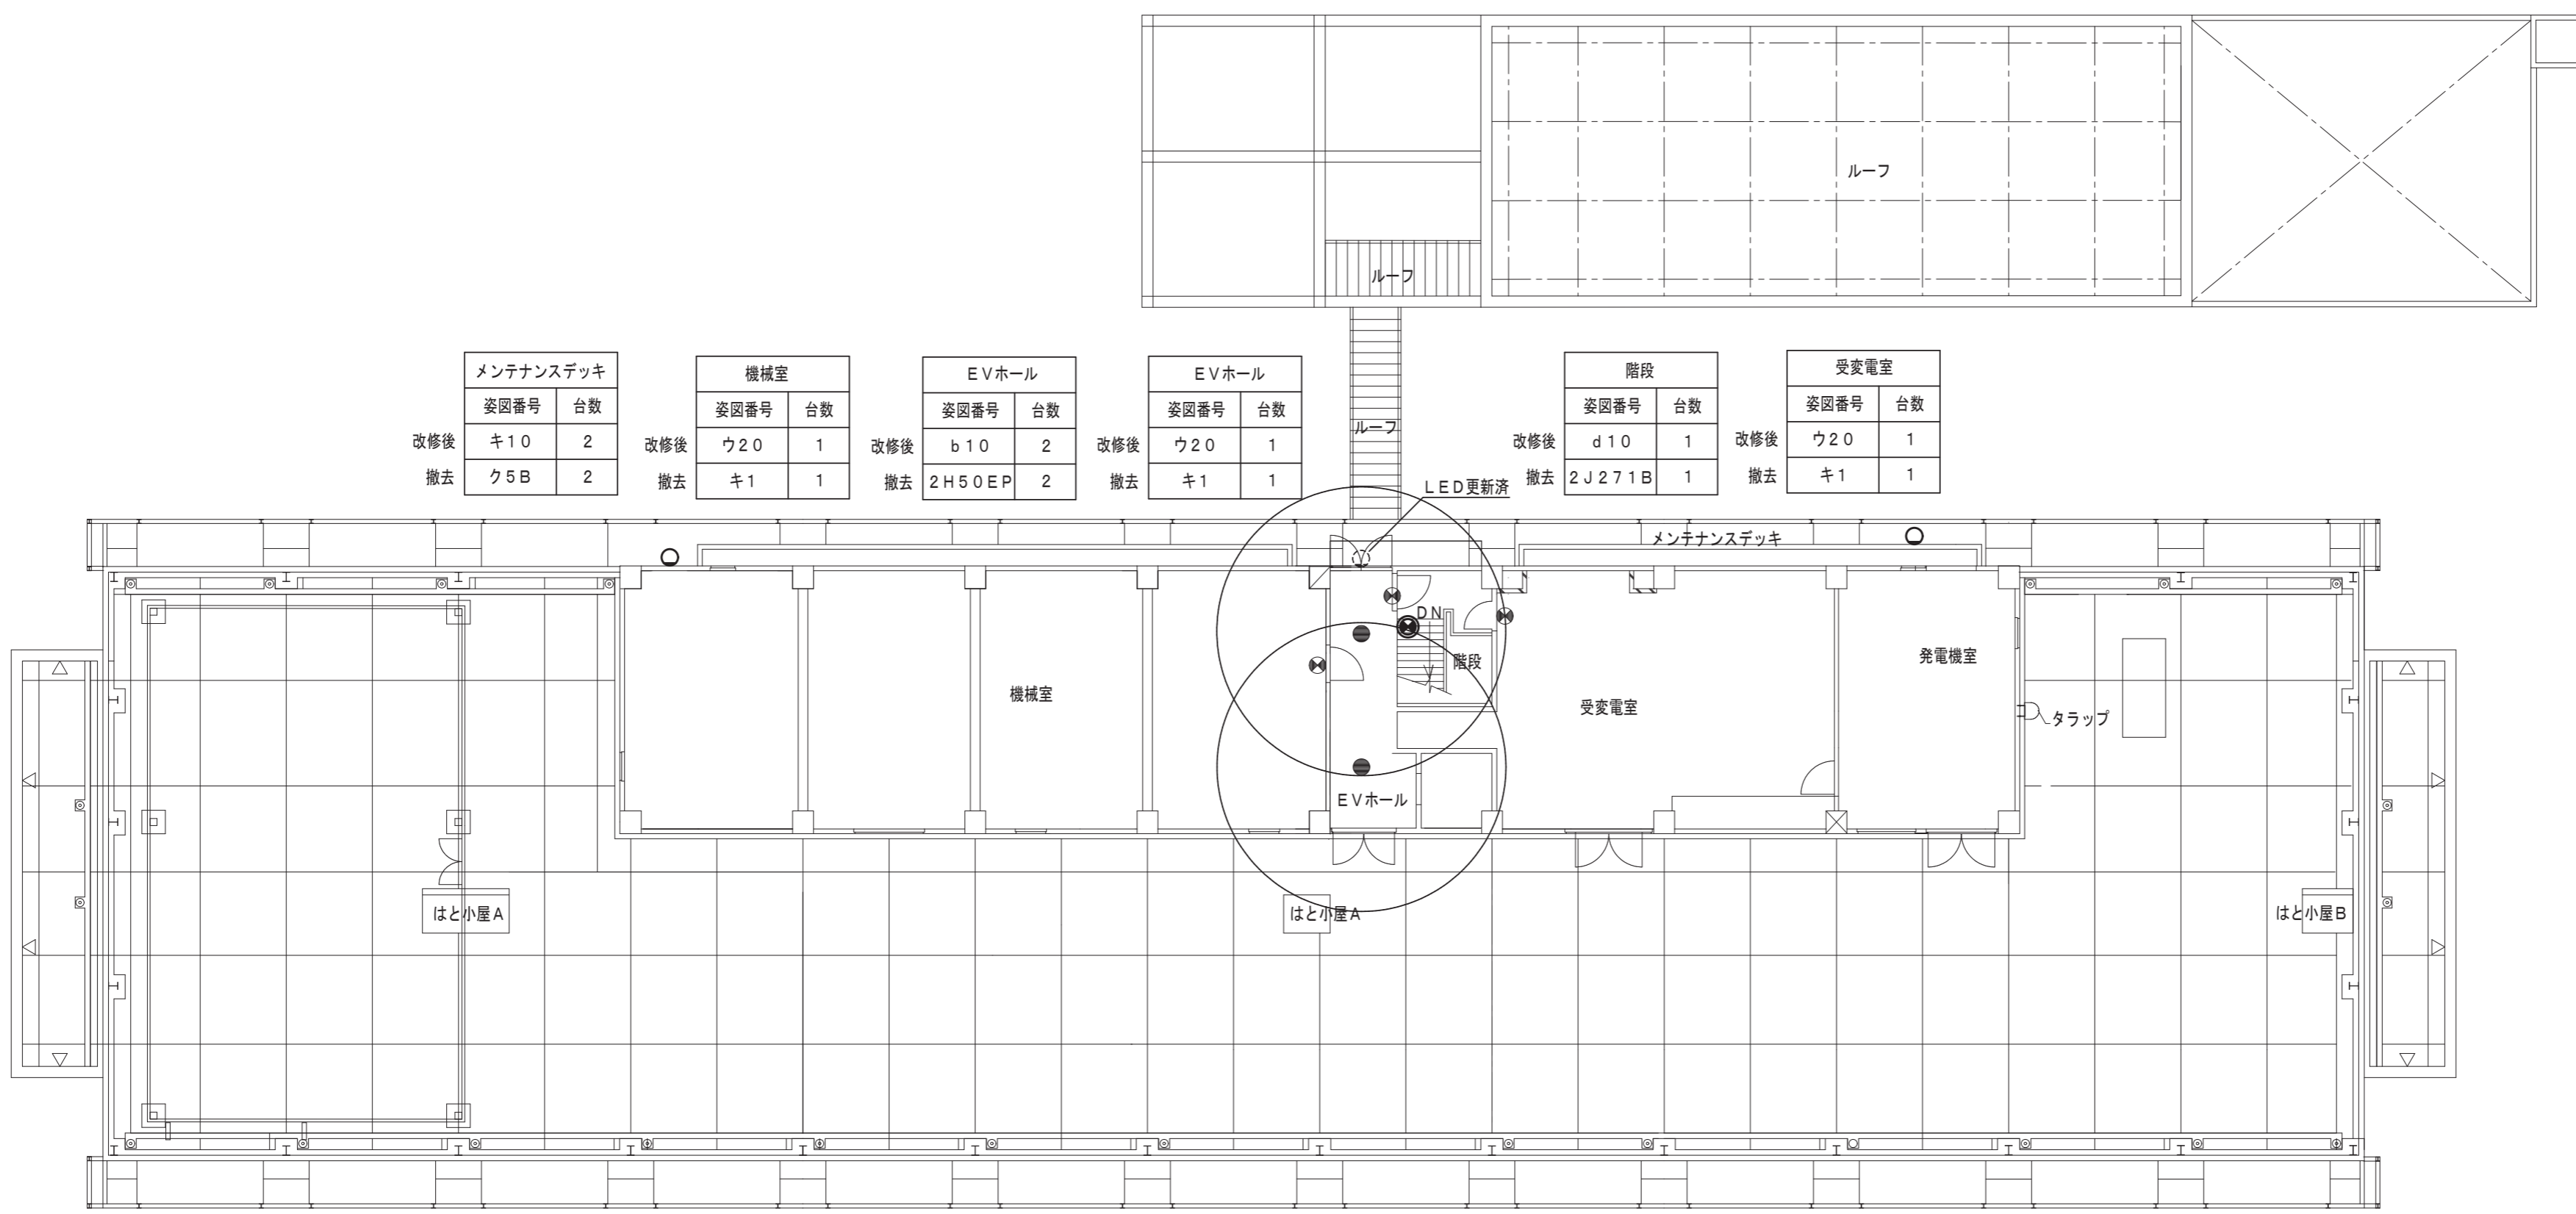 ルーフ
ルーフ
ルーフ
メンテナンスデッキ
姿図番号 台数
改修後 キ10 2
撤去 ク5B 2
機械室
姿図番号 台数
改修後 ウ20 1
撤去 キ1 1
EVホール
姿図番号 台数
改修後 b10 2
撤去 2H50EP 2
EVホール
姿図番号 台数
改修後 ウ20 1
撤去 キ1 1
階段
姿図番号 台数
改修後 d10 1
撤去 2J271B 1
受変電室
姿図番号 台数
改修後 ウ20 1
撤去 キ1 1
LED更新済
メンテナンスデッキ
DN
階段
機械室
受変電室
発電機室
タラップ
EVホール
はと小屋A
はと小屋A
はと小屋B